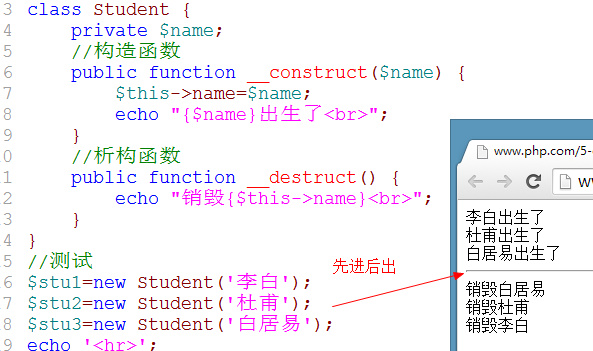 3 class Student {
4 private $name;
5 //构造函数
6 public function __construct($name) {
7 $this->name=$name;
8 echo "{$name}出生了<br>";
9 }
0 //析构函数
1 public function __destruct() {
2 echo "销毁{$this->name}<br>";
3 }
4 }
5 //测试
6 $stu1=new Student('李白');
7 $stu2=new Student('杜甫');
8 $stu3=new Student('白居易');
9 echo '<hr>';
先进后出
www.php.com/5-
李白出生了
杜甫出生了
白居易出生了
销毁白居易
销毁杜甫
销毁李白